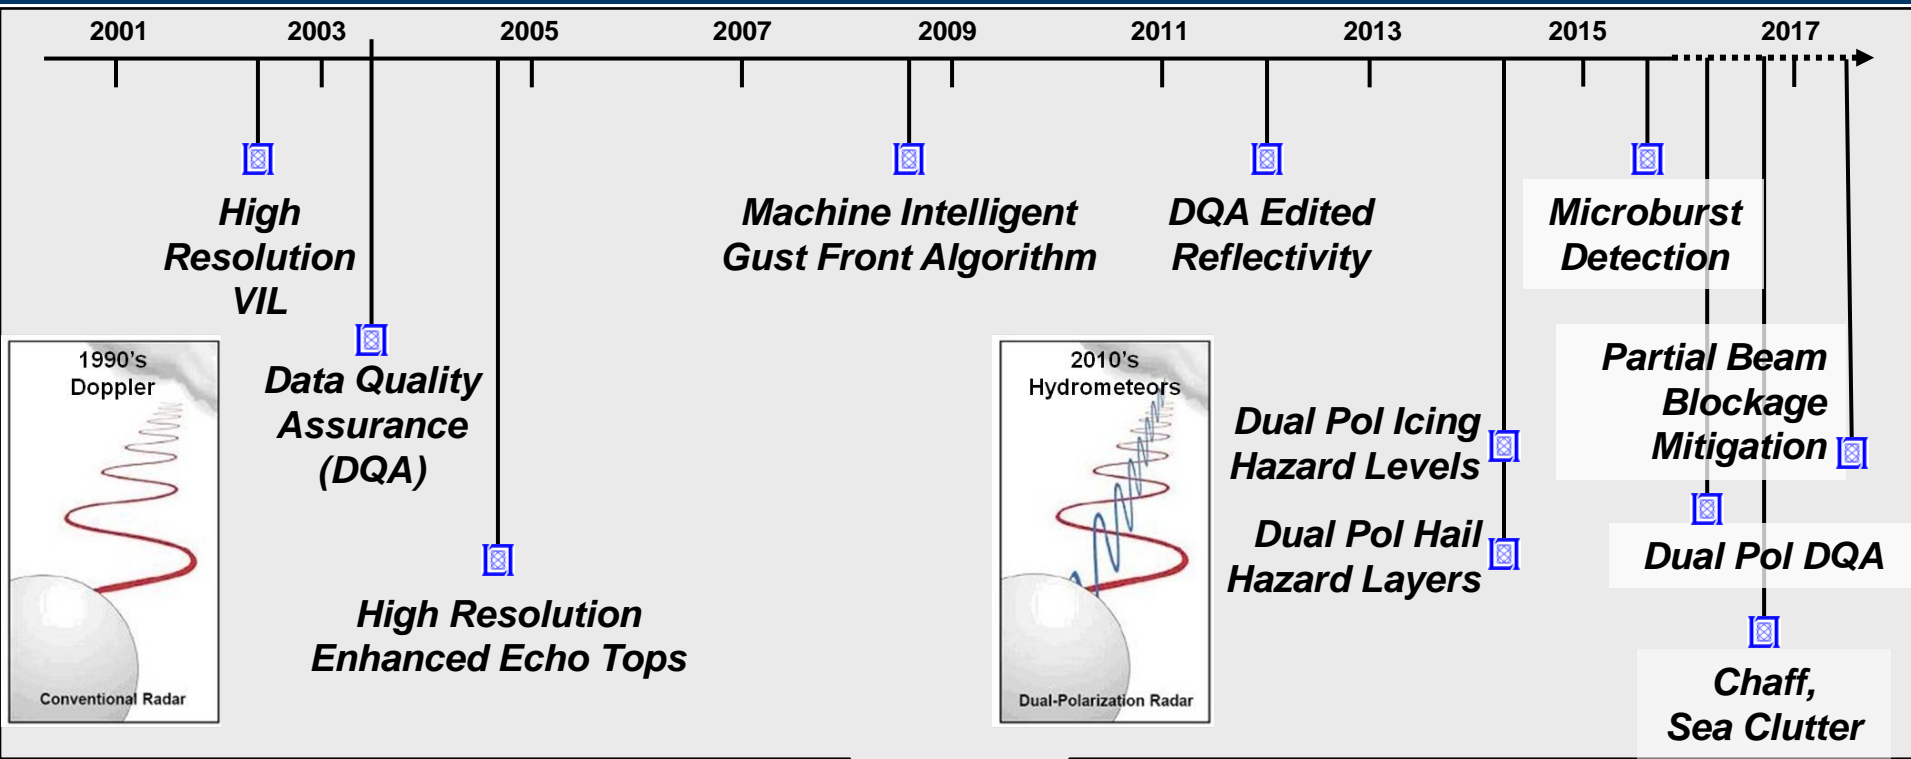 2001 2003 2005 2007 2009 2011 2013 2015 2017
High
Resolution
VIL
Machine Intelligent
Gust Front Algorithm
DQA Edited
Reflectivity
Microburst
Detection
1990's
Doppler
Conventional Radar
Data Quality
Assurance
(DQA)
High Resolution
Enhanced Echo Tops
2010's
Hydrometeors
Dual-Polarization Radar
Dual Pol Icing
Hazard Levels
Dual Pol Hail
Hazard Layers
Partial Beam
Blockage
Mitigation
Dual Pol DQA
Chaff,
Sea Clutter